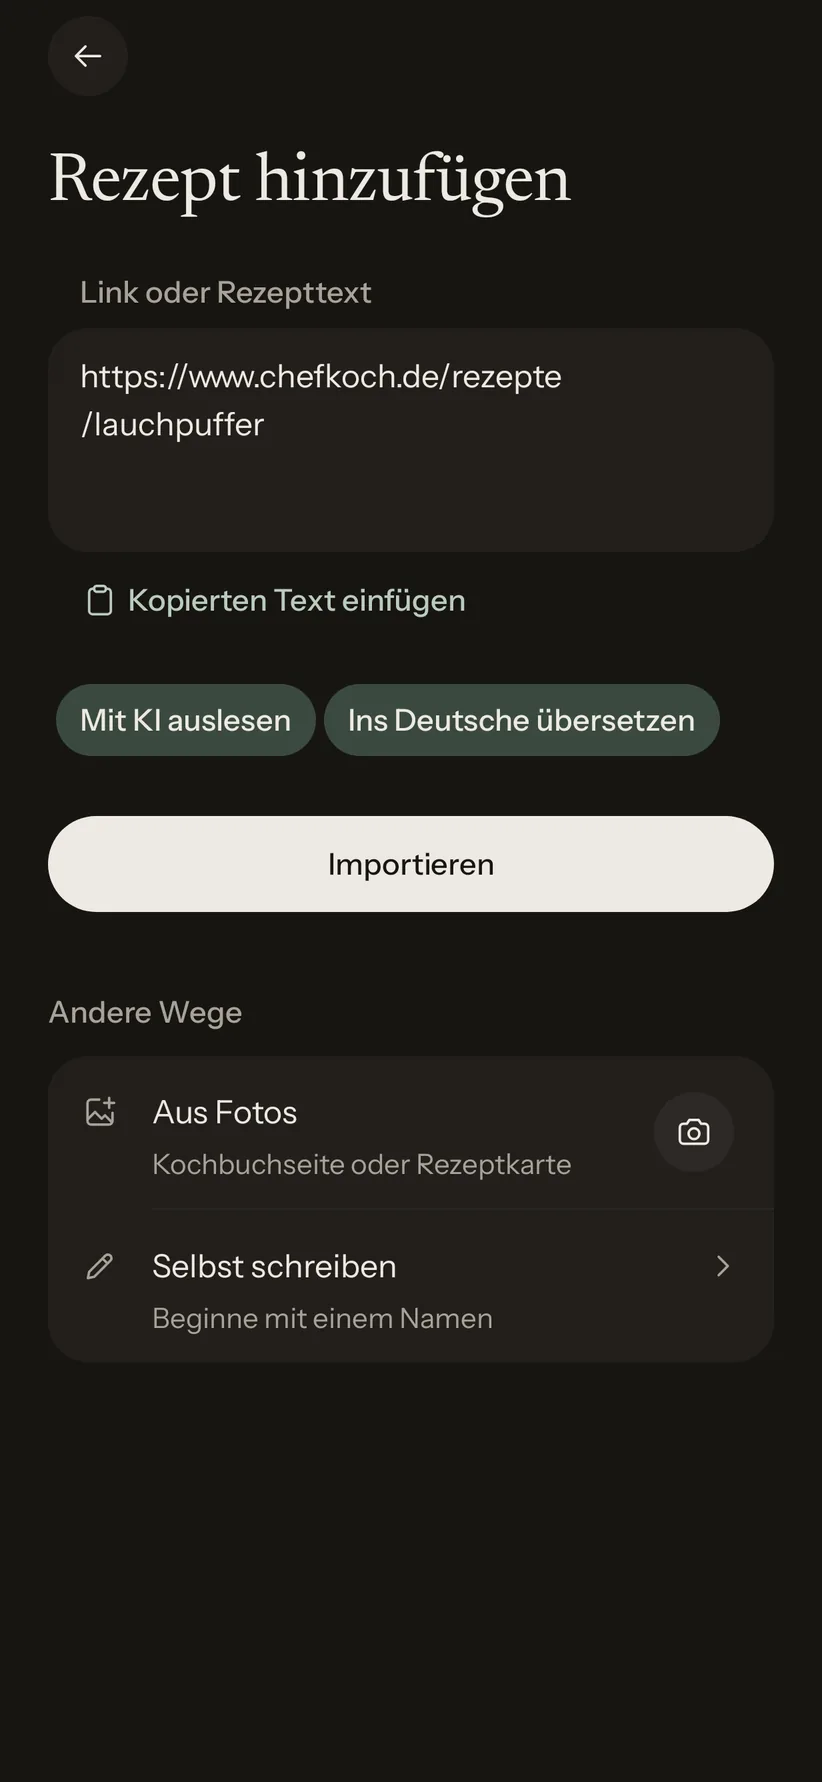 Rezept hinzufügen
Link oder Rezepttext
https://www.chefkoch.de/rezepte
/lauchpuffer
Kopierten Text einfügen
Mit KI auslesen
Ins Deutsche übersetzen
Importieren
Andere Wege
Aus Fotos
Kochbuchseite oder Rezeptkarte
Selbst schreiben
Beginne mit einem Namen